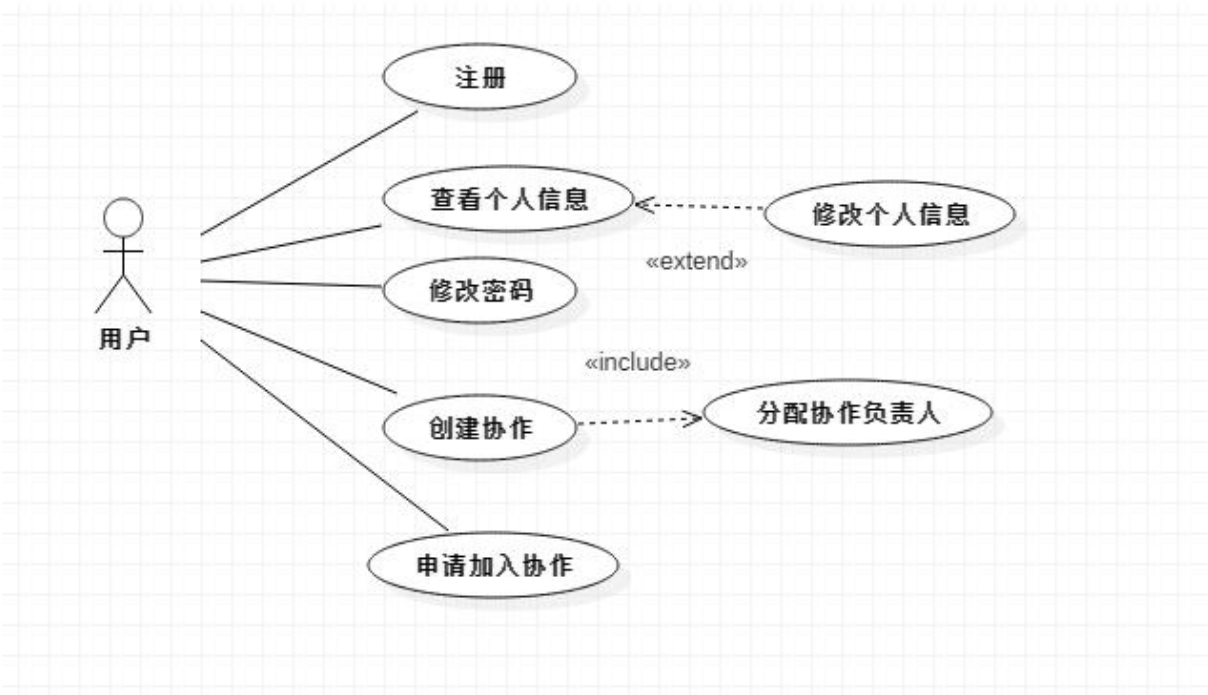 注册
查看个人信息
修改个人信息
«extend»
修改密码
用户
«include»
创建协作
分配协作负责人
申请加入协作